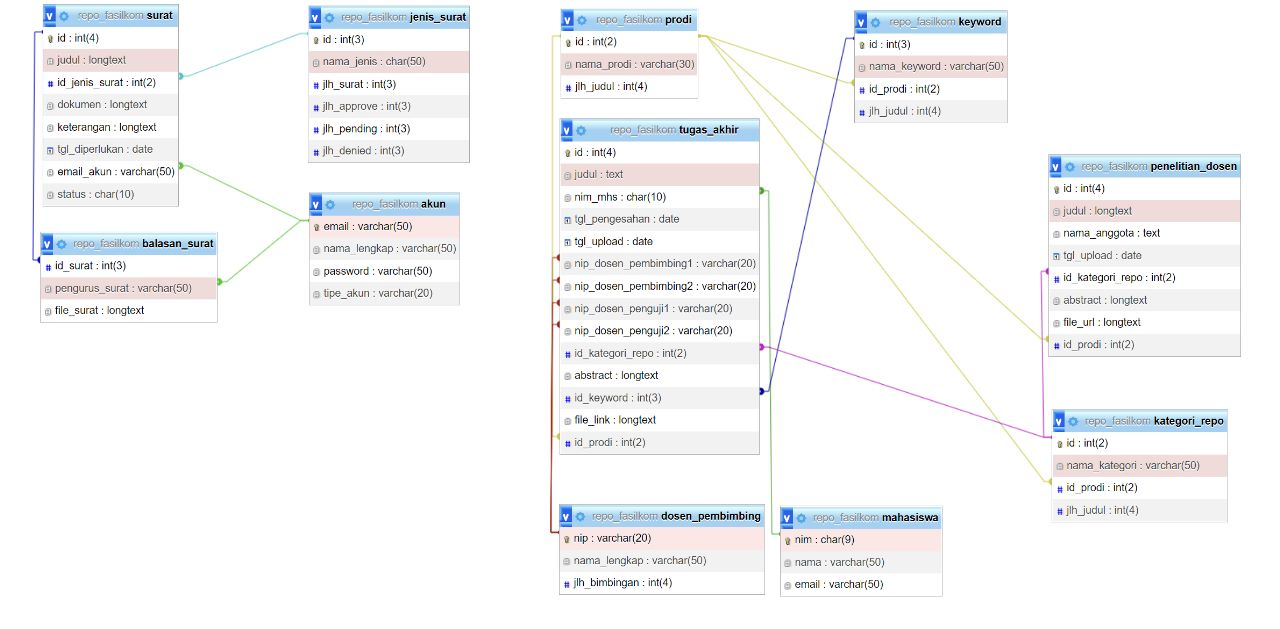 repo_fasilkom surat
id : int(4)
judul : longtext
id_jenis_surat : int(2)
dokumen : longtext
keterangan : longtext
tgl_diperlukan : date
email_akun : varchar(50)
status : char(10)
repo_fasilkom jenis_surat
id : int(3)
nama_jenis : char(50)
jlh_surat : int(3)
jlh_approve : int(3)
jlh_pending : int(3)
jlh_denied : int(3)
repo_fasilkom balasan_surat
id_surat : int(3)
pengurus_surat : varchar(50)
file_surat : longtext
repo_fasilkom akun
email : varchar(50)
nama_lengkap : varchar(50)
password : varchar(50)
tipe_akun : varchar(20)
repo_fasilkom prodi
id : int(2)
nama_prodi : varchar(30)
jlh_judul : int(4)
repo_fasilkom keyword
id : int(3)
nama_keyword : varchar(50)
id_prodi : int(2)
jlh_judul : int(4)
repo_fasilkom tugas_akhir
id : int(4)
judul : text
nim_mhs : char(10)
tgl_pengesahan : date
tgl_upload : date
nip_dosen_pembimbing1 : varchar(20)
nip_dosen_pembimbing2 : varchar(20)
nip_dosen_penguji1 : varchar(20)
nip_dosen_penguji2 : varchar(20)
id_kategori_repo : int(2)
abstract : longtext
id_keyword : int(3)
file_link : longtext
id_prodi : int(2)
repo_fasilkom penelitian_dosen
id : int(4)
judul : longtext
nama_anggota : text
tgl_upload : date
id_kategori_repo : int(2)
abstract : longtext
file_url : longtext
id_prodi : int(2)
repo_fasilkom kategori_repo
id : int(2)
nama_kategori : varchar(50)
id_prodi : int(2)
jlh_judul : int(4)
repo_fasilkom dosen_pembimbing
nip : varchar(20)
nama_lengkap : varchar(50)
jlh_bimbingan : int(4)
repo_fasilkom mahasiswa
nim : char(9)
nama : varchar(50)
email : varchar(50)